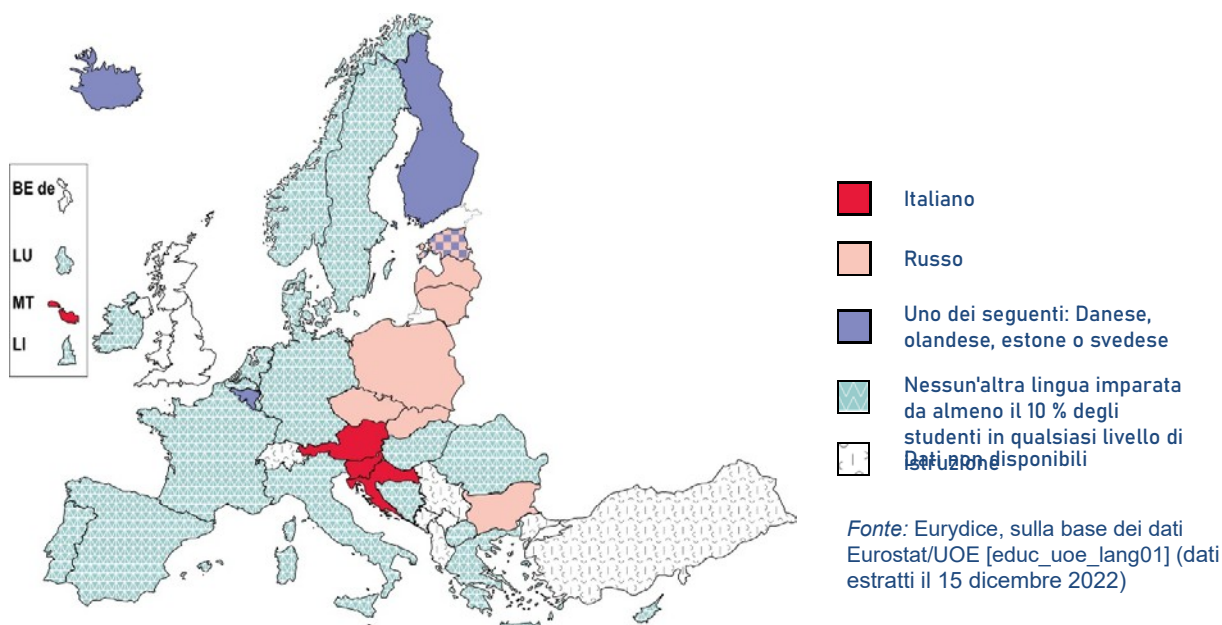 BE de
LU
MT
LI
Italiano
Russo
Uno dei seguenti: Danese,
olandese, estone o svedese
Nessun'altra lingua imparata
da almeno il 10 % degli
studenti in qualsiasi livello di
istruzione
Dati non disponibili
Fonte: Eurydice, sulla base dei dati
Eurostat/UOE [educ_uoe_lang01] (dati
estratti il 15 dicembre 2022)